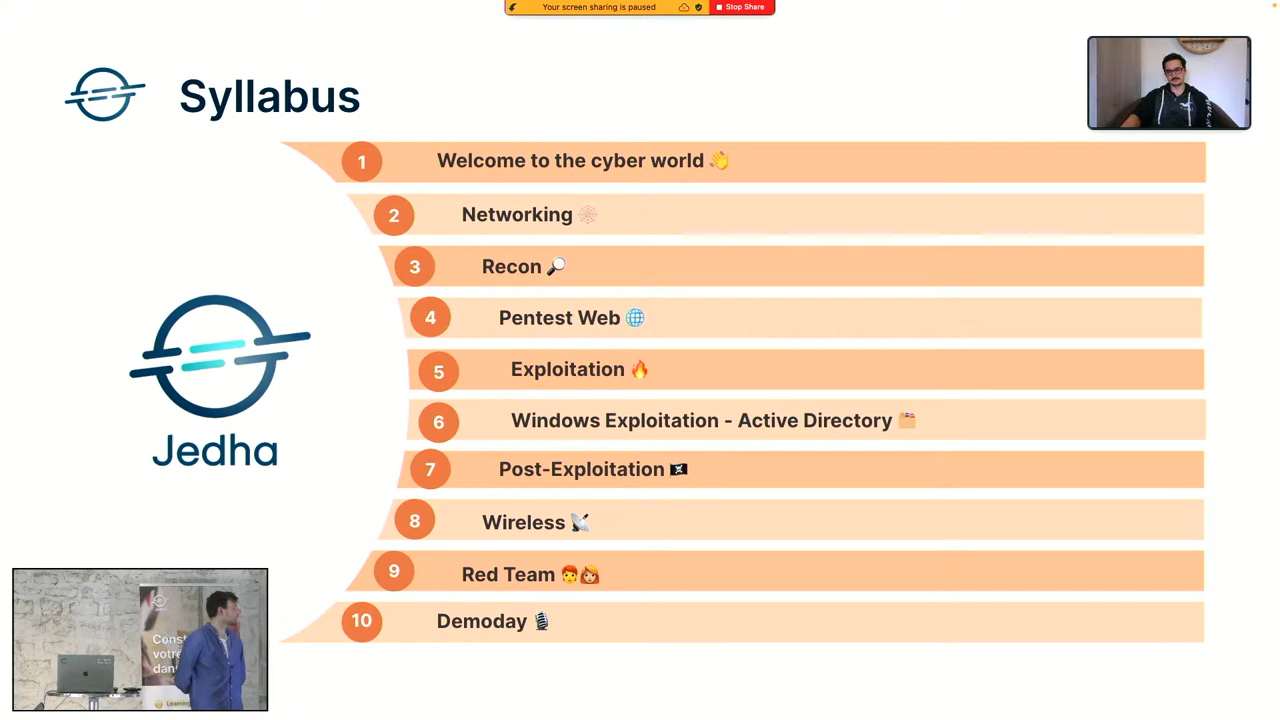 Your screen sharing is paused
Stop Share
Syllabus
1 Welcome to the cyber world 👋
2 Networking 🕸️
3 Recon 🔎
4 Pentest Web 🌐
5 Exploitation 🔥
6 Windows Exploitation - Active Directory 🗂️
7 Post-Exploitation 🏴‍☠️
8 Wireless 📡
9 Red Team 🧑‍🦰👩‍🦰
10 Demoday 🎙️
Jedha
Const
votre
dans
Learning